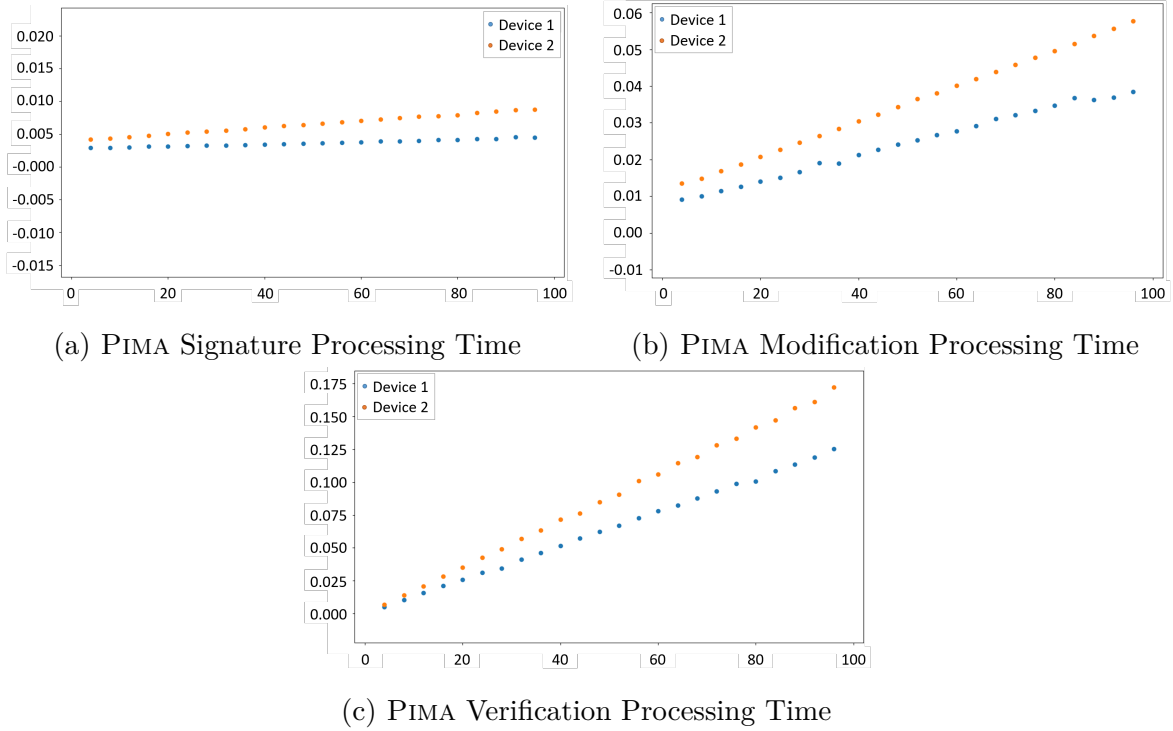 0.020
0.015
0.010
0.005
-0.000
-0.005
-0.010
-0.015
0 20 40 60 80 100
Device 1
Device 2
(a) PIMA Signature Processing Time
0.06
0.05
0.04
0.03
0.02
0.01
0.00
-0.01
0 20 40 60 80 100
Device 1
Device 2
(b) PIMA Modification Processing Time
0.175
0.150
0.125
0.100
0.075
0.050
0.025
0.000
0 20 40 60 80 100
Device 1
Device 2
(c) PIMA Verification Processing Time